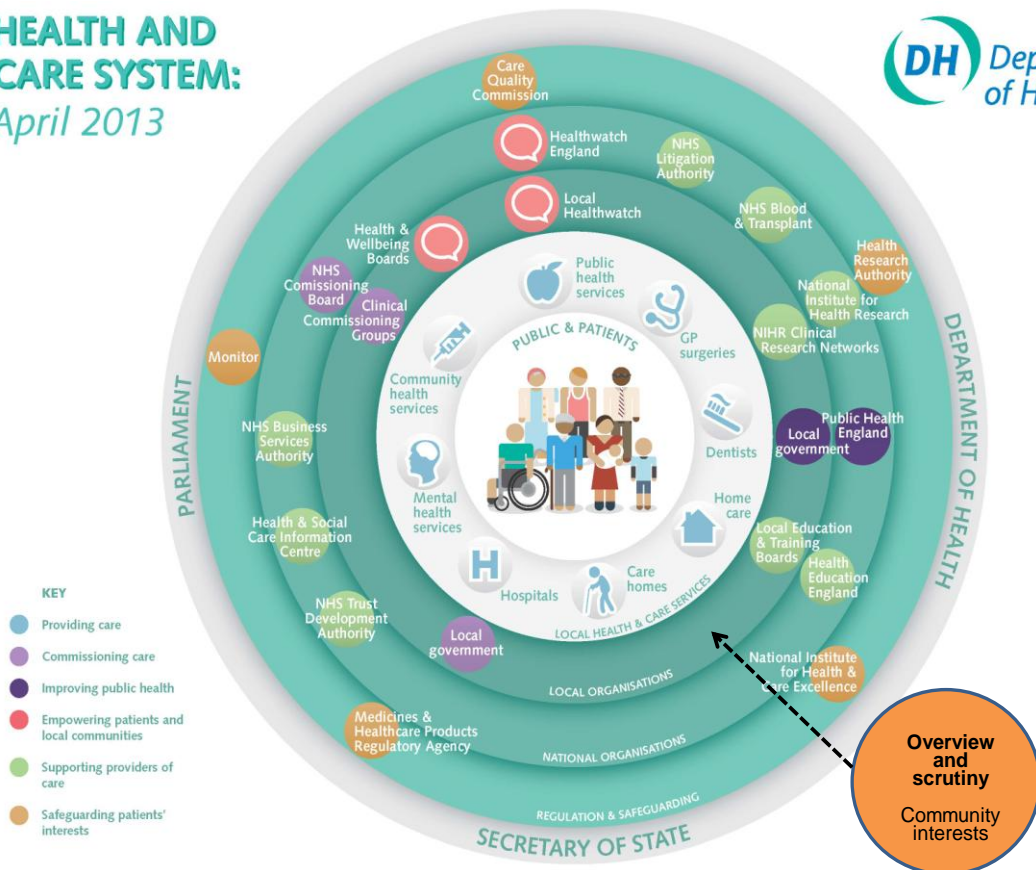 HEALTH AND
CARE SYSTEM:
April 2013
DH
of
Care
Quality
Commission
Healthwatch
England
NHS
Litigation
Authority
Local
Healthwatch
NHS Blood
& Transplant
Health &
Wellbeing
Boards
Health
Research
Authority
NHS
Comissioning
Board
Clinical
Commissioning
Groups
National
Institute for
Health Research
NIHR Clinical
Research Networks
Public
health
services
GP
surgeries
PUBLIC & PATIENTS
Monitor
Community
health
services
Dentists
Local
government
Public Health
England
PARLIAMENT
DEPARTMENT OF HEALTH
NHS Business
Services
Authority
Mental
health
services
Home
care
Health & Social
Care Information
Centre
Local Education
& Training
Boards
Health
Education
England
H
Hospitals
Care
homes
LOCAL HEALTH & CARE SERVICES
NHS Trust
Development
Authority
Local
government
National Institute
for Health &
Care Excellence
LOCAL ORGANISATIONS
Medicines &
Healthcare Products
Regulatory Agency
NATIONAL ORGANISATIONS
REGULATION & SAFEGUARDING
SECRETARY OF STATE
KEY
Providing care
Commissioning care
Improving public health
Empowering patients and
local communities
Supporting providers of
care
Safeguarding patients'
interests
Overview
and
scrutiny
Community
interests